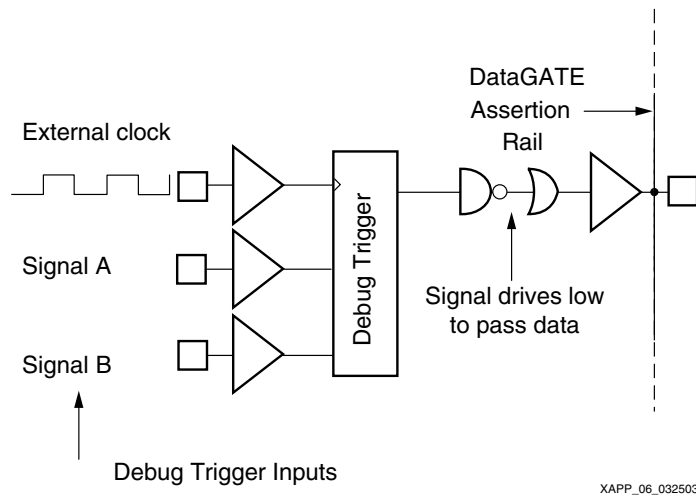 DataGATE
Assertion
Rail
External clock
Signal A
Signal B
Debug Trigger
Signal drives low
to pass data
Debug Trigger Inputs
XAPP_06_032503